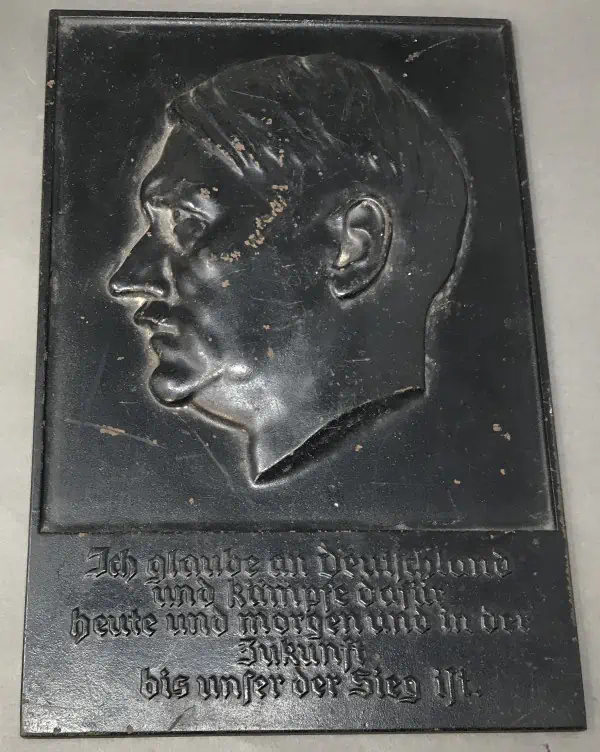 Ich glaube an Deutschland
und kämpfe dafür
heute und morgen und in der
Zukunft
bis unser der Sieg ist.